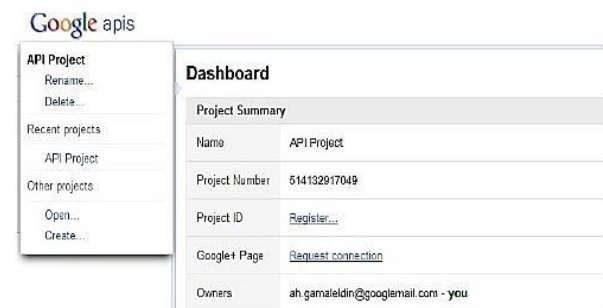 Google apis
API Project
Rename...
Delete...
Recent projects
API Project
Other projects
Open...
Create...
Dashboard
Project Summary
Name API Project
Project Number 514132917049
Project ID Register...
Google+ Page Request connection
Owners ah.gamaleldin@googlemail.com - you